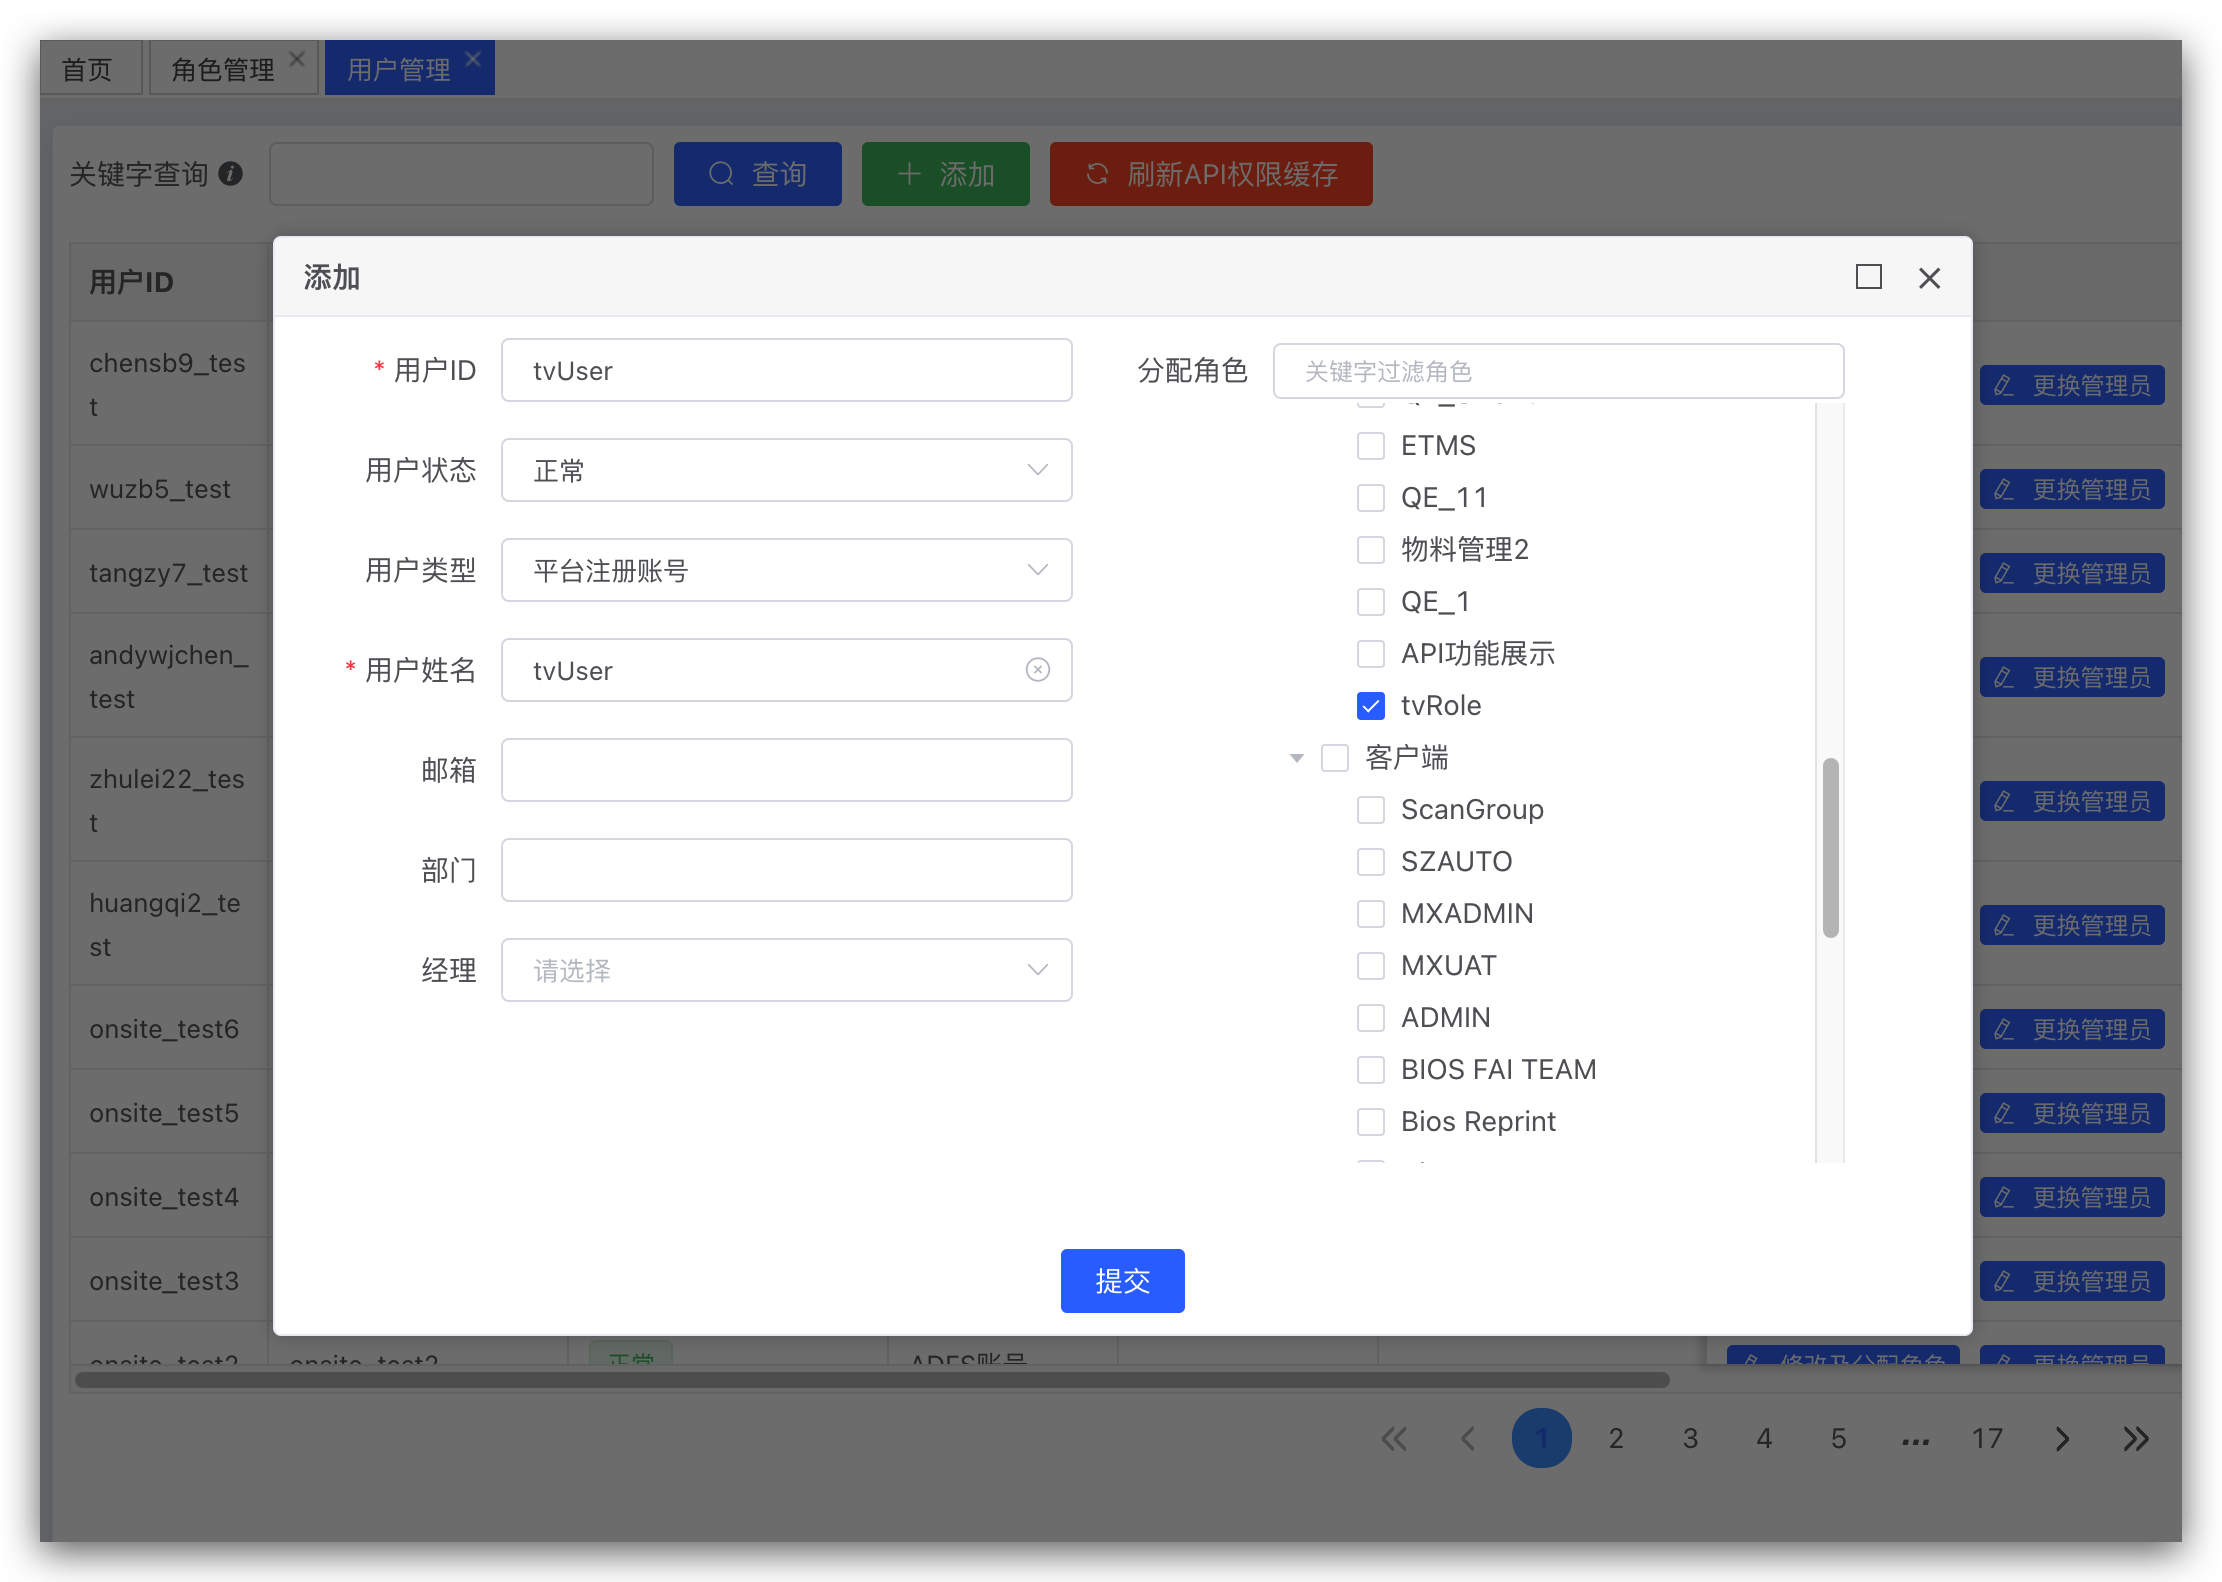 首页
角色管理
用户管理
关键字查询
查询
添加
刷新API权限缓存
用户ID
chensb9_tes
t
wuzb5_test
tangzy7_test
andywjchen_
test
zhulei22_tes
t
huangqi2_te
st
onsite_test6
onsite_test5
onsite_test4
onsite_test3
onsite_test2
onsite_test2
正常
ADFS账号
修改及分配角色
更换管理员
更换管理员
更换管理员
更换管理员
更换管理员
更换管理员
更换管理员
更换管理员
更换管理员
更换管理员
更换管理员
添加
* 用户ID
tvUser
用户状态
正常
用户类型
平台注册账号
* 用户姓名
tvUser
邮箱
部门
经理
请选择
分配角色
关键字过滤角色
ETMS
QE_11
物料管理2
QE_1
API功能展示
tvRole
客户端
ScanGroup
SZAUTO
MXADMIN
MXUAT
ADMIN
BIOS FAI TEAM
Bios Reprint
提交
1
2
3
4
5
...
17